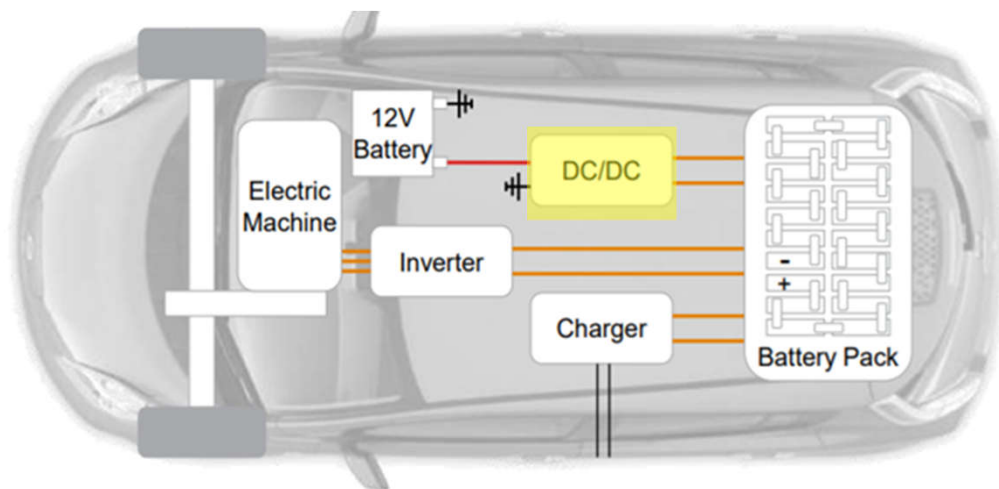 12V
Battery
DC/DC
Electric
Machine
Inverter
-
+
Charger
Battery Pack